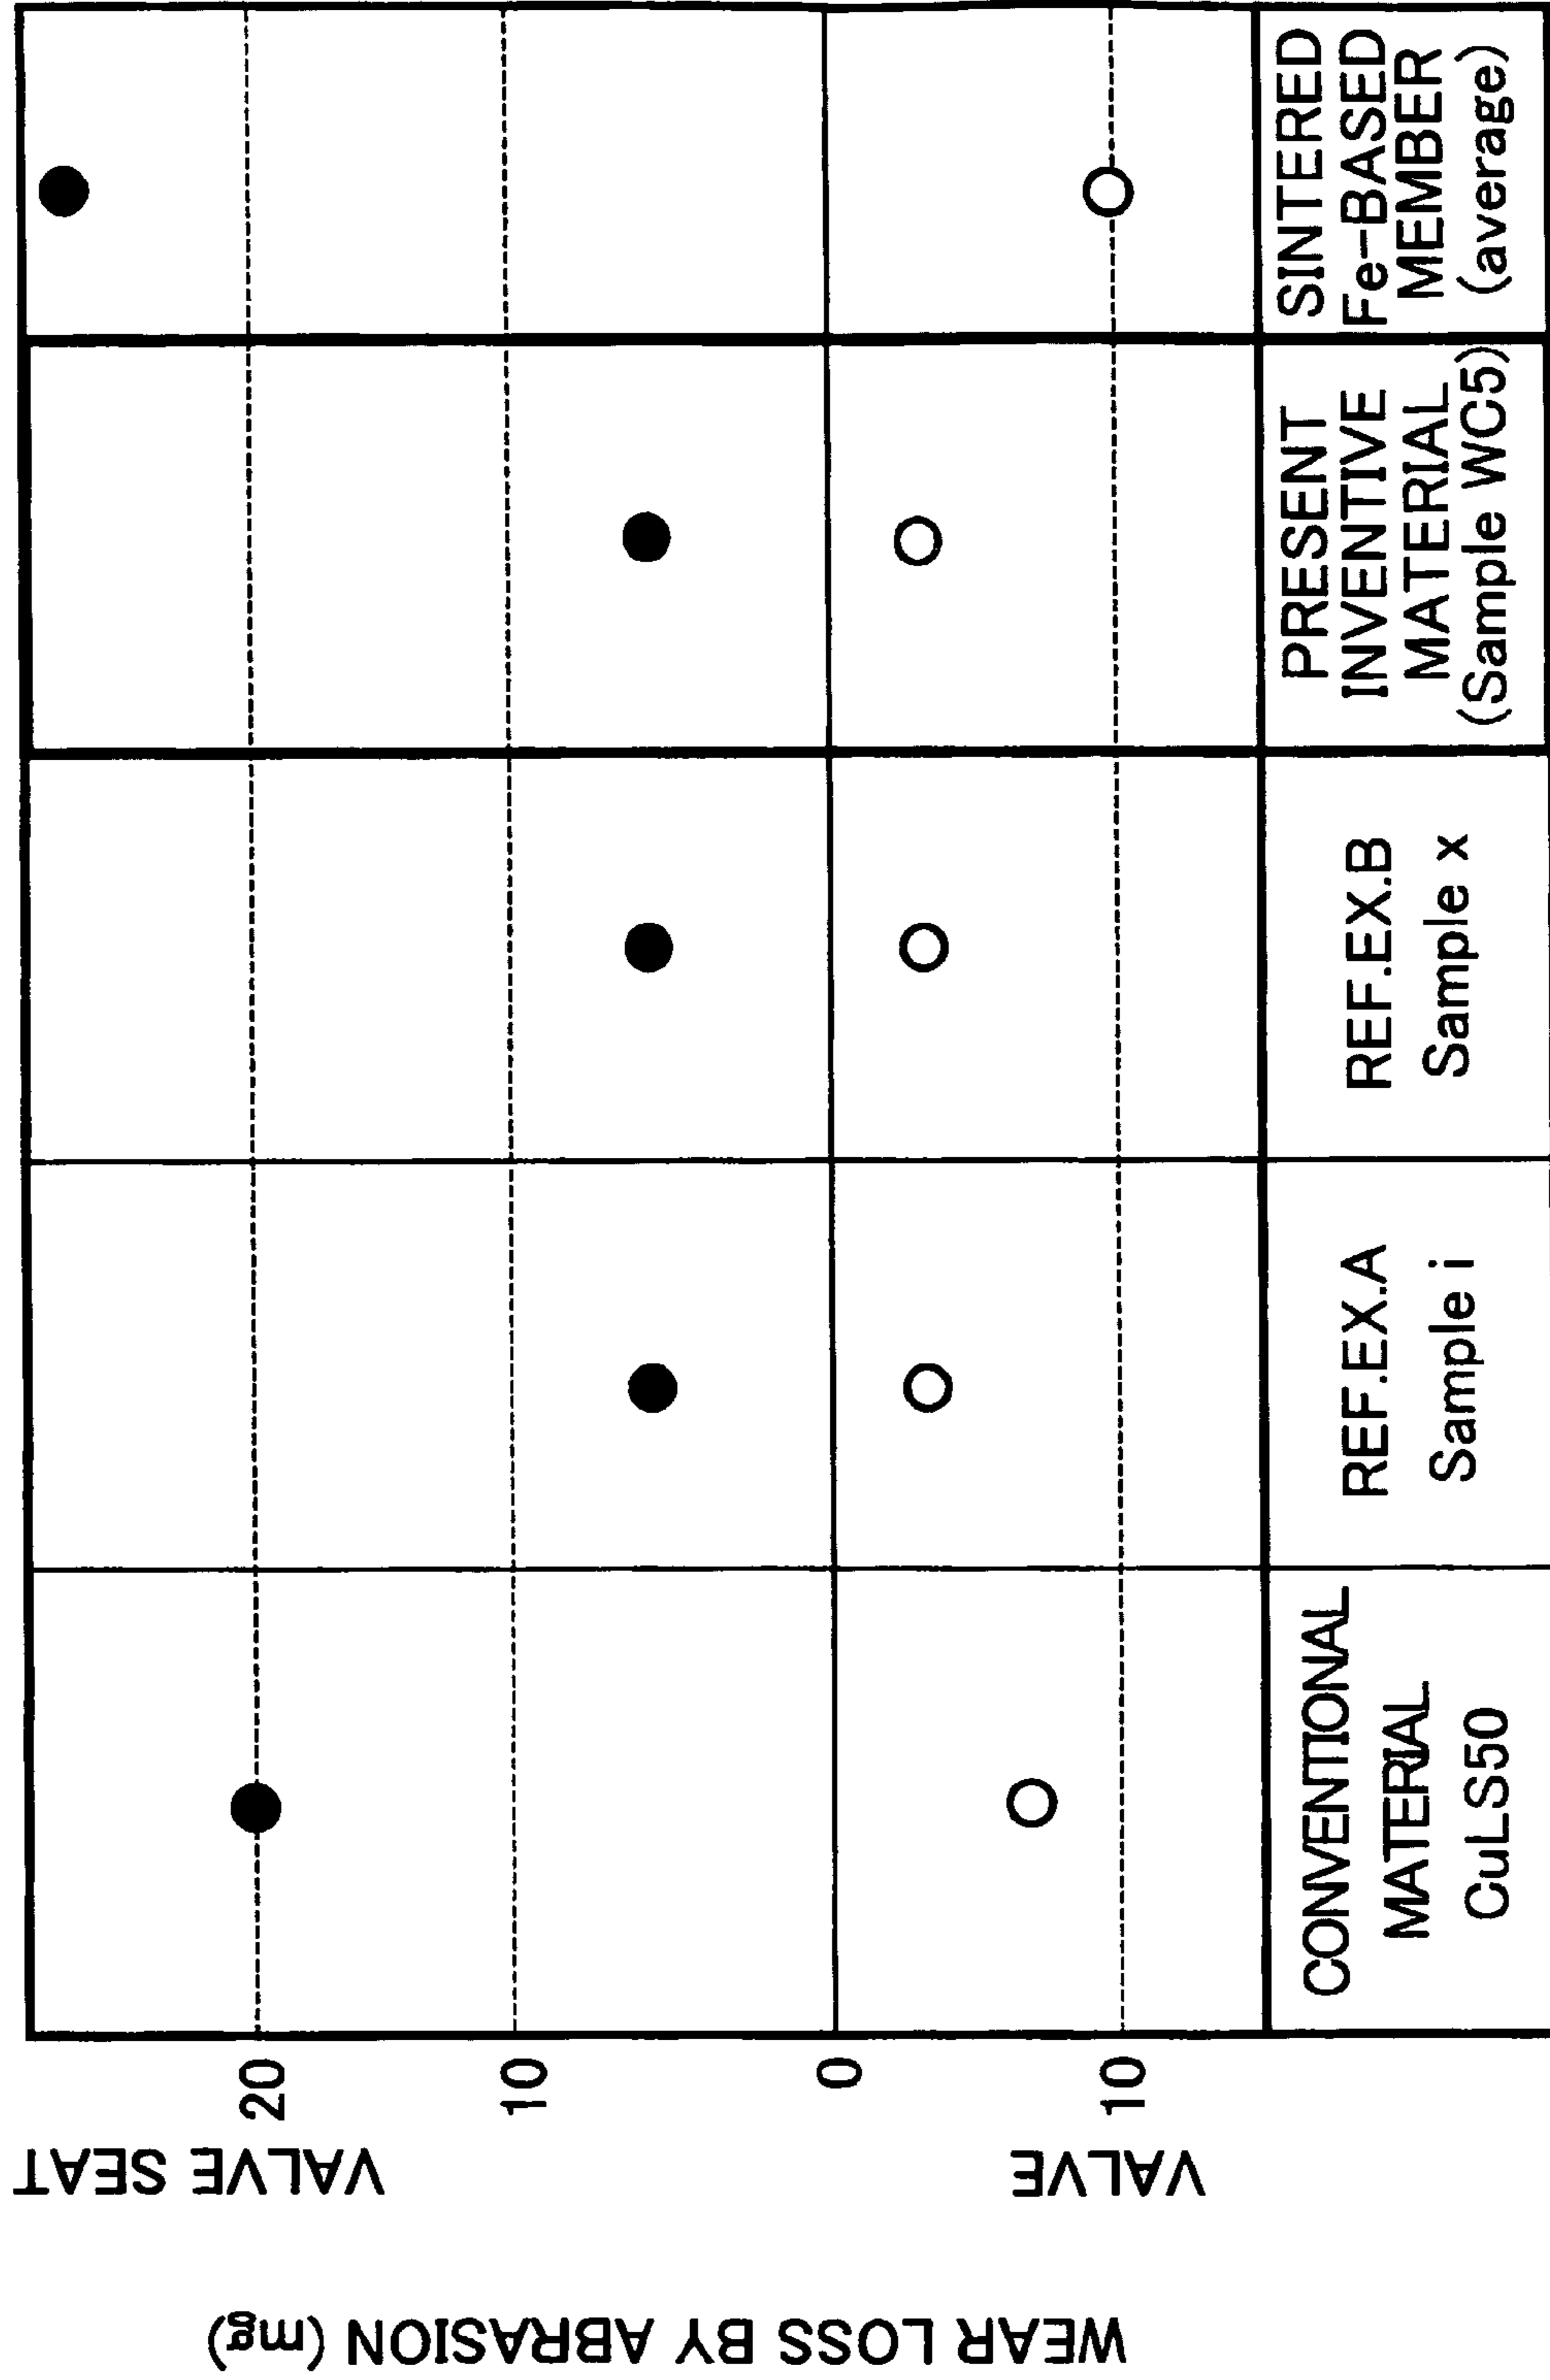 WEAR LOSS BY ABRASION (mg)
VALVE SEAT
VALVE
20
10
0
10
CONVENTIONAL
MATERIAL
CuLS50
REF.EX.A
Sample i
REF.EX.B
Sample x
PRESENT
INVENTIVE
MATERIAL
(Sample WC5)
SINTERED
Fe-BASED
MEMBER
(average)